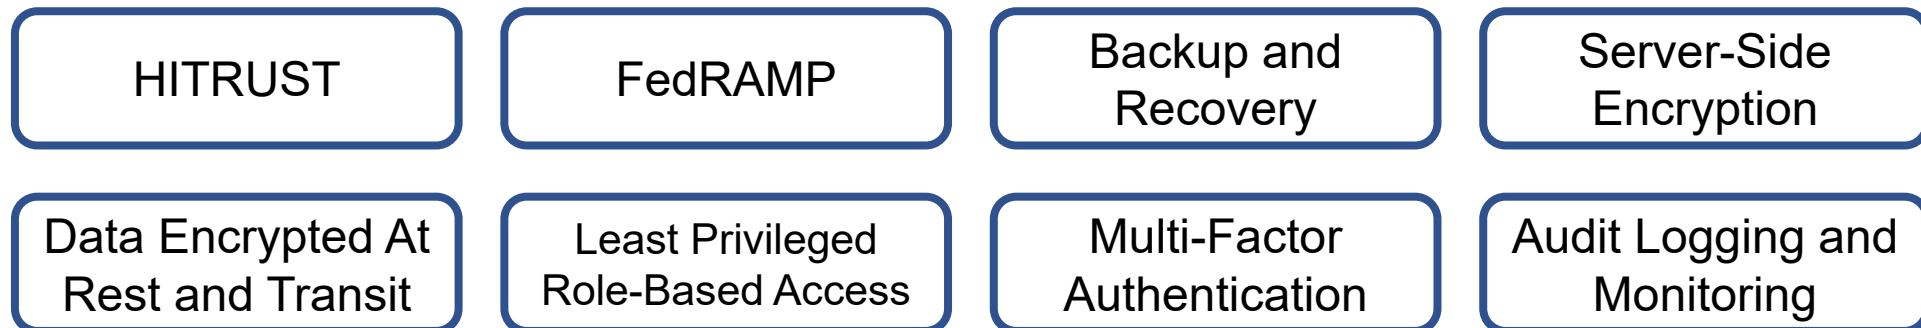 HITRUST
FedRAMP
Backup and
Recovery
Server-Side
Encryption
Data Encrypted At
Rest and Transit
Least Privileged
Role-Based Access
Multi-Factor
Authentication
Audit Logging and
Monitoring